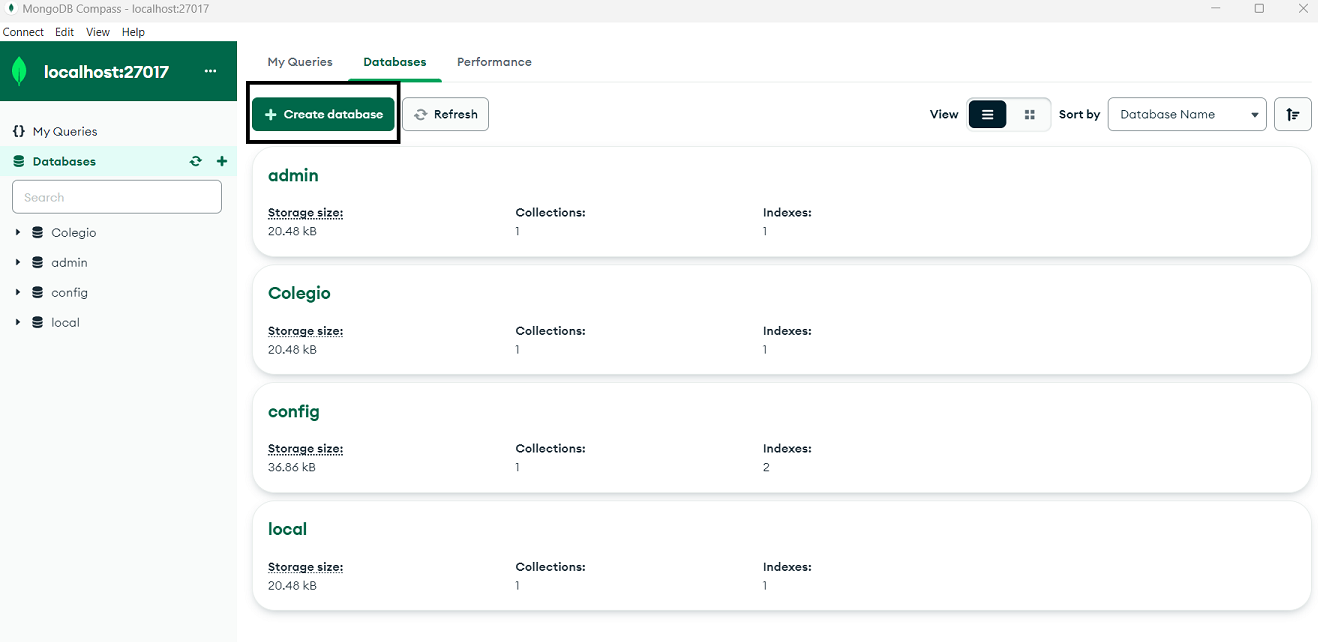 MongoDB Compass - localhost:27017
Connect Edit View Help
localhost:27017 ...
{} My Queries
Databases
Search
Colegio
admin
config
local
My Queries Databases Performance
+ Create database Refresh View Sort by Database Name
admin
Storage size: Collections: Indexes:
20.48 kB 1 1
Colegio
Storage size: Collections: Indexes:
20.48 kB 1 1
config
Storage size: Collections: Indexes:
36.86 kB 1 2
local
Storage size: Collections: Indexes:
20.48 kB 1 1